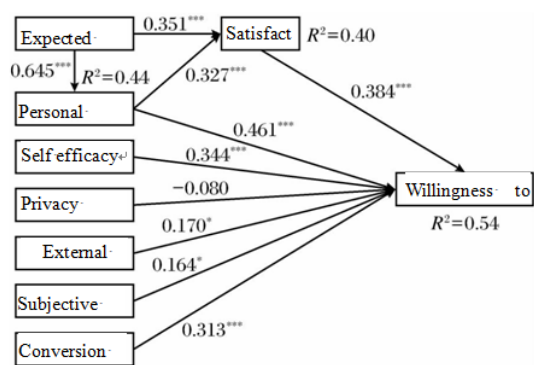 Expected
0.351***
Satisfact
R²=0.40
0.645***
R²=0.44
0.327***
0.384***
Personal
0.461***
Self efficacy
0.344***
Privacy
−0.080
Willingness to
R²=0.54
External
0.170*
0.164*
Subjective
0.313***
Conversion